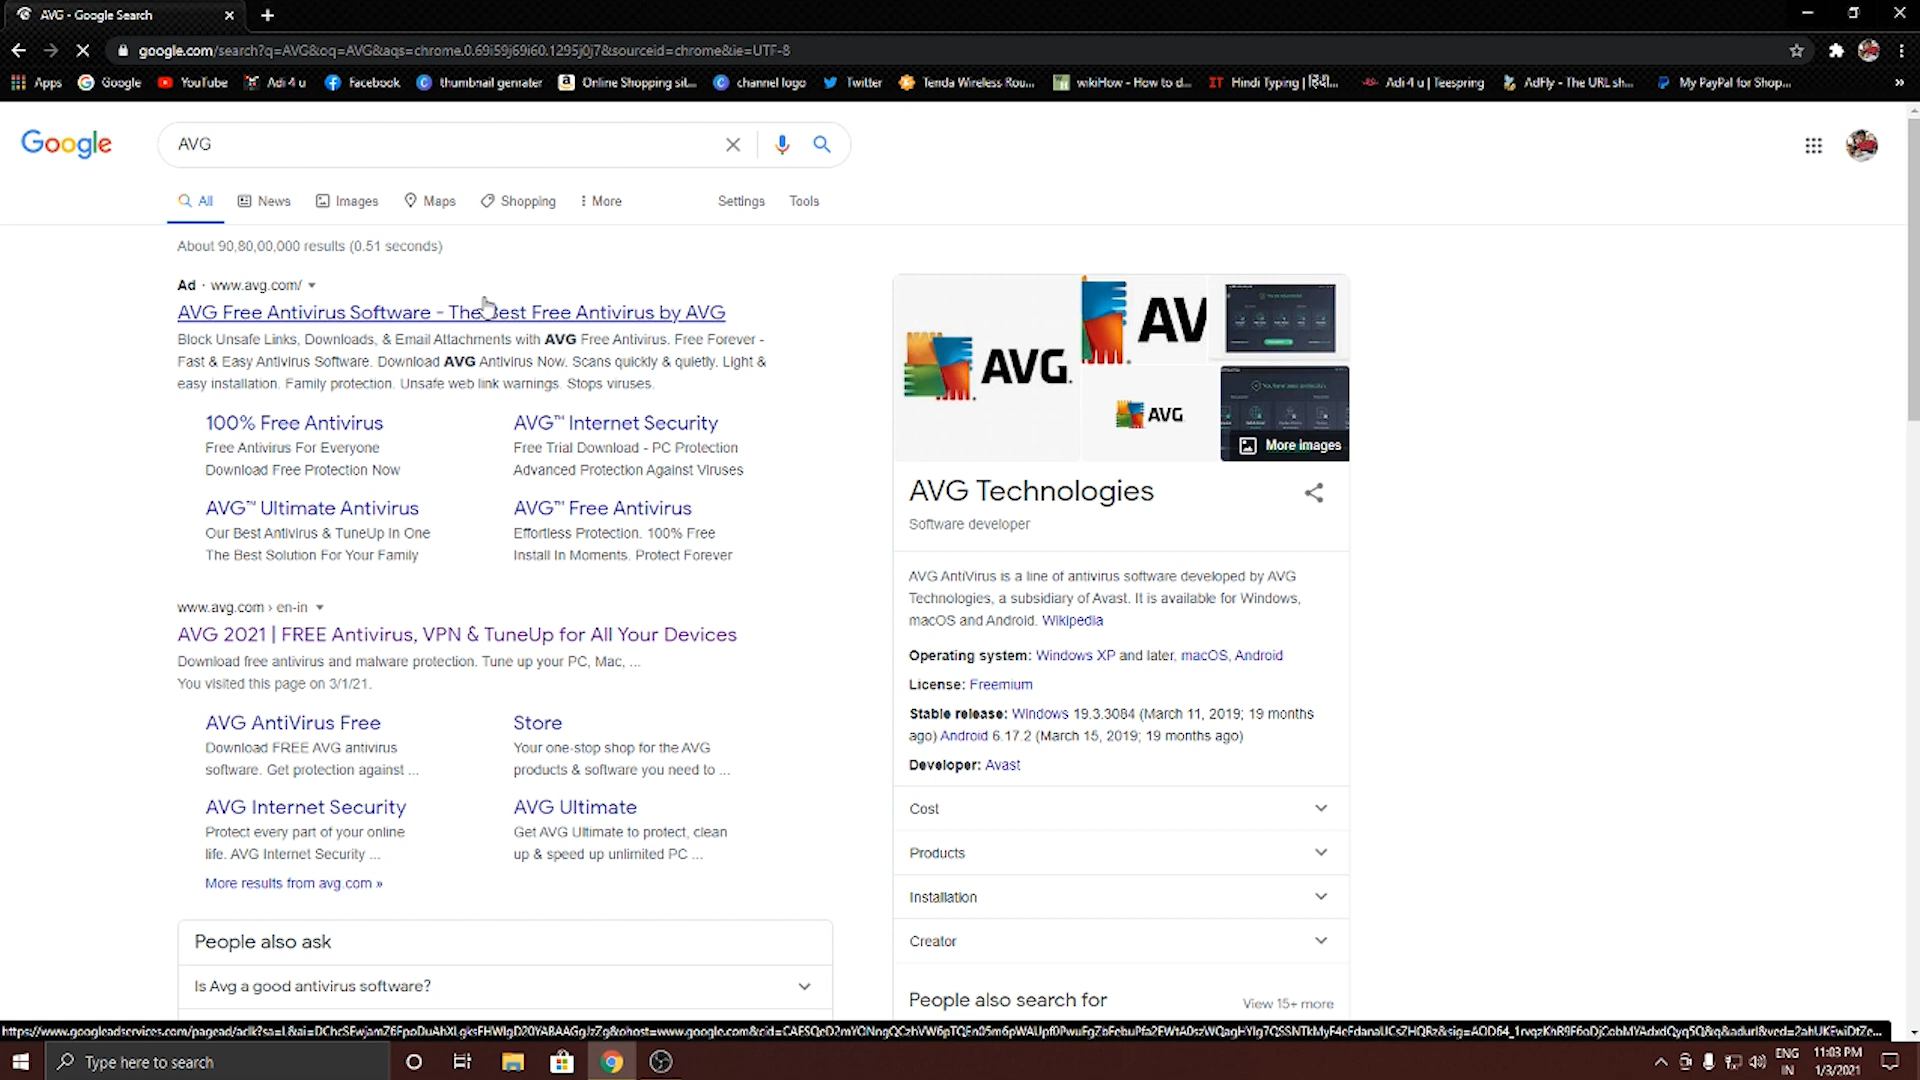 AVG - Google Search
google.com/search?q=AVG&oq=AVG&aqs=chrome.0.69i59j69i60.1295j0j7&sourceid=chrome&ie=UTF-8
Apps Google YouTube Adi 4 u Facebook thumbnail genrater Online Shopping sit... channel logo Twitter Tenda Wireless Rou... wikiHow - How to d... Hindi Typing | हिंदी... Adi 4 u | Teespring AdFly - The URL sh... My PayPal for Shop... »
Google
AVG
All News Images Maps Shopping More Settings Tools
About 90,80,00,000 results (0.51 seconds)
Ad · www.avg.com/
AVG Free Antivirus Software - The Best Free Antivirus by AVG
Block Unsafe Links, Downloads, & Email Attachments with AVG Free Antivirus. Free Forever -
Fast & Easy Antivirus Software. Download AVG Antivirus Now. Scans quickly & quietly. Light &
easy installation. Family protection. Unsafe web link warnings. Stops viruses.
100% Free Antivirus
Free Antivirus For Everyone
Download Free Protection Now
AVG™ Internet Security
Free Trial Download - PC Protection
Advanced Protection Against Viruses
AVG™ Ultimate Antivirus
Our Best Antivirus & TuneUp In One
The Best Solution For Your Family
AVG™ Free Antivirus
Effortless Protection. 100% Free
Install In Moments. Protect Forever
www.avg.com › en-in
AVG 2021 | FREE Antivirus, VPN & TuneUp for All Your Devices
Download free antivirus and malware protection. Tune up your PC, Mac, ...
You visited this page on 3/1/21.
AVG AntiVirus Free
Download FREE AVG antivirus
software. Get protection against ...
Store
Your one-stop shop for the AVG
products & software you need to ...
AVG Internet Security
Protect every part of your online
life. AVG Internet Security ...
AVG Ultimate
Get AVG Ultimate to protect, clean
up & speed up unlimited PC ...
More results from avg.com »
People also ask
Is Avg a good antivirus software?
AVG.
AV
AVG
More images
AVG Technologies
Software developer
AVG AntiVirus is a line of antivirus software developed by AVG
Technologies, a subsidiary of Avast. It is available for Windows,
macOS and Android. Wikipedia
Operating system: Windows XP and later, macOS, Android
License: Freemium
Stable release: Windows 19.3.3084 (March 11, 2019; 19 months
ago) Android 6.17.2 (March 15, 2019; 19 months ago)
Developer: Avast
Cost
Products
Installation
Creator
People also search for
View 15+ more
Type here to search
ENG
IN
11:03 PM
1/3/2021